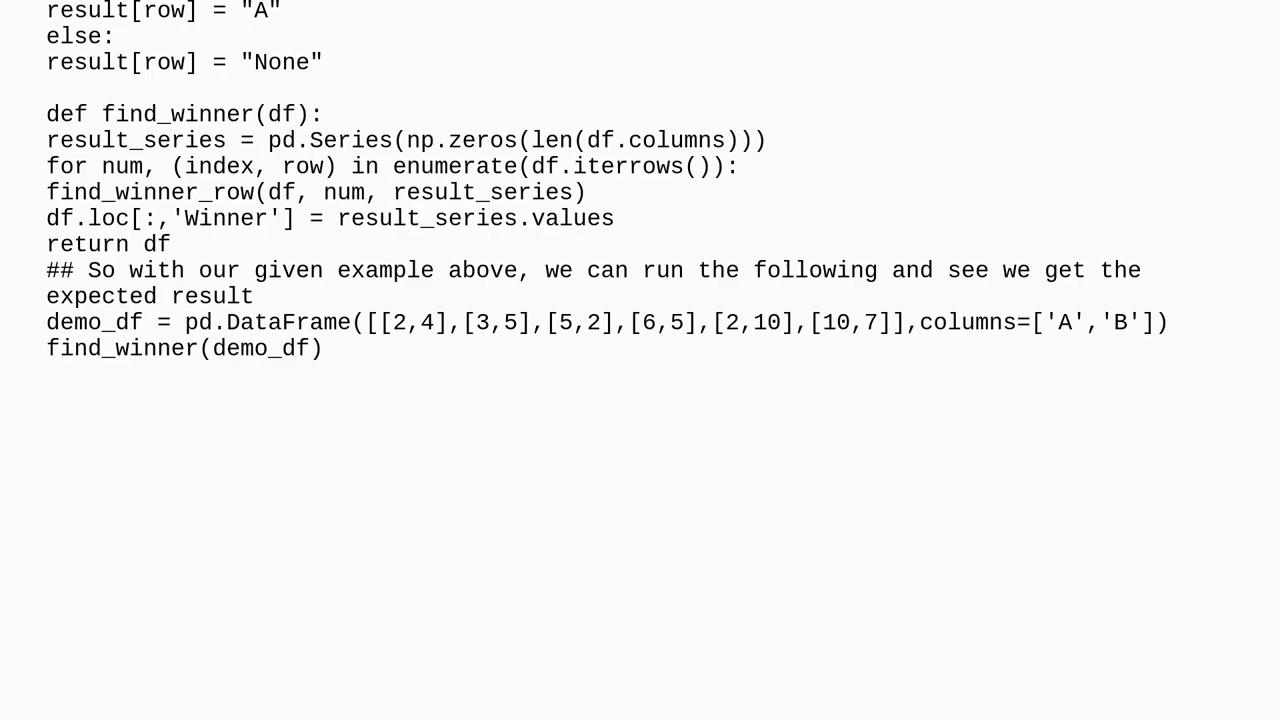 result[row] = "A"
else:
result[row] = "None"

def find_winner(df):
result_series = pd.Series(np.zeros(len(df.columns)))
for num, (index, row) in enumerate(df.iterrows()):
find_winner_row(df, num, result_series)
df.loc[:,'Winner'] = result_series.values
return df
## So with our given example above, we can run the following and see we get the
expected result
demo_df = pd.DataFrame([[2,4],[3,5],[5,2],[6,5],[2,10],[10,7]],columns=['A','B'])
find_winner(demo_df)